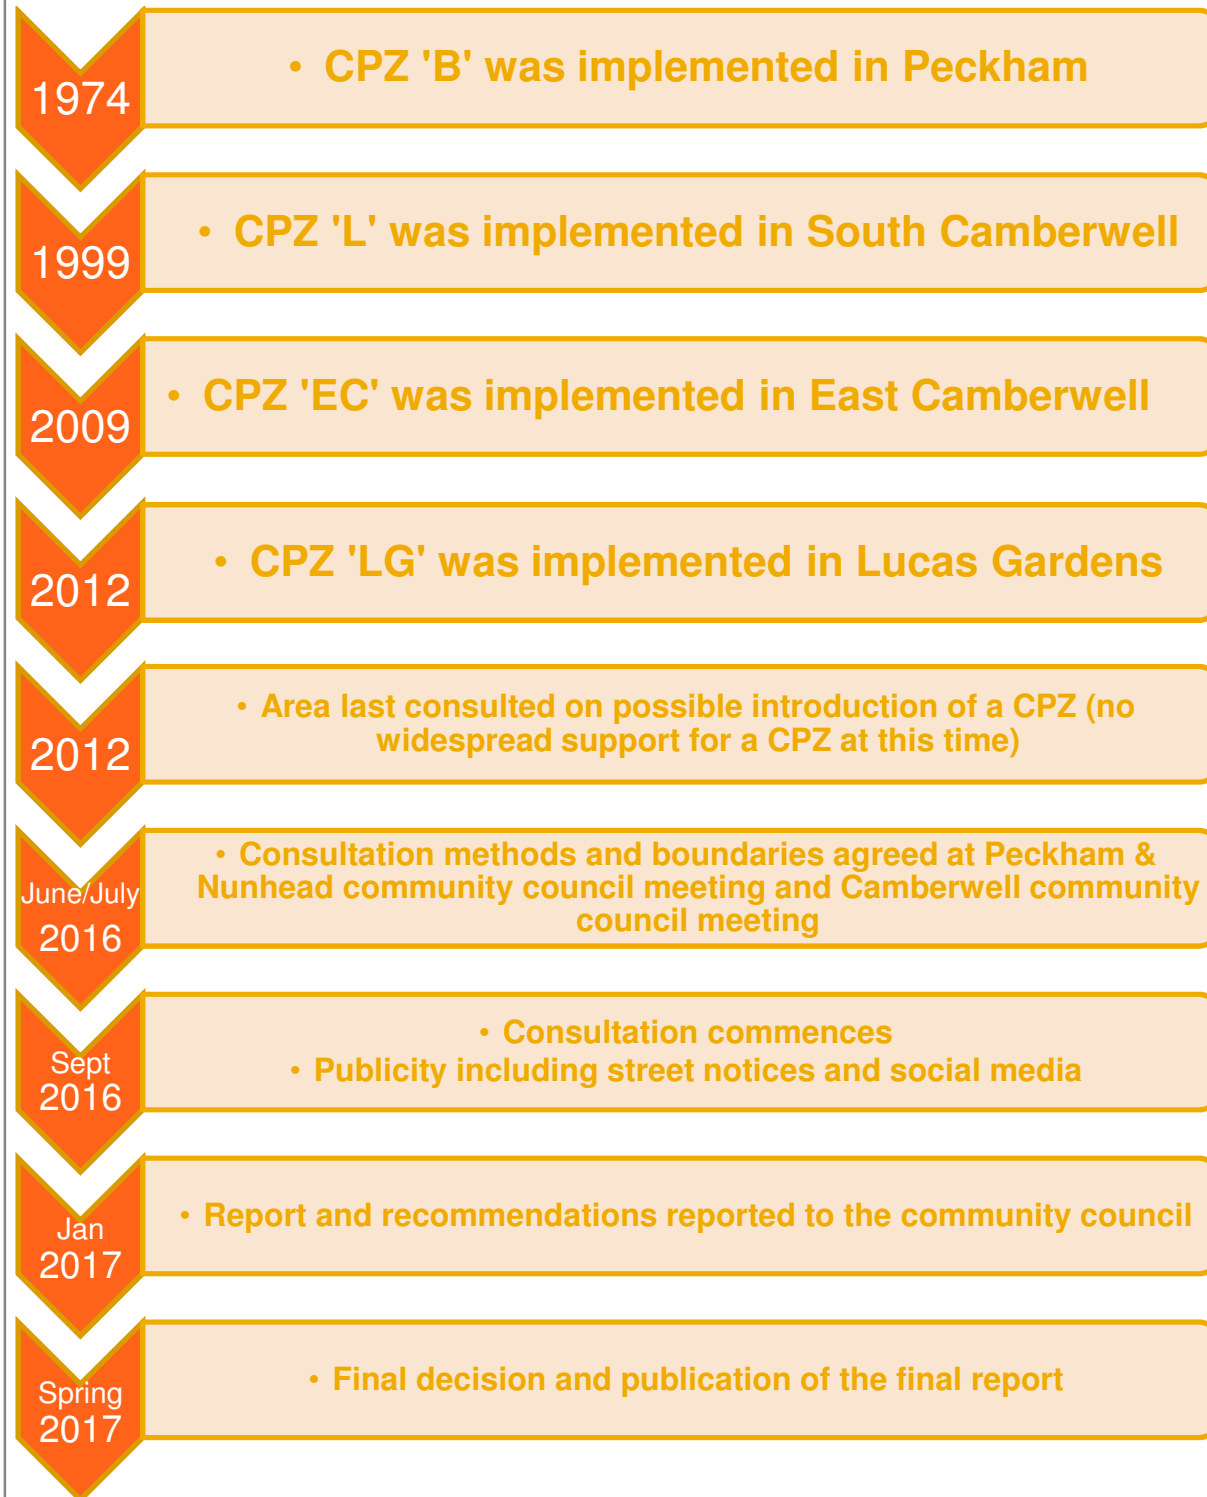 1974
• CPZ 'B' was implemented in Peckham
1999
• CPZ 'L' was implemented in South Camberwell
2009
• CPZ 'EC' was implemented in East Camberwell
2012
• CPZ 'LG' was implemented in Lucas Gardens
2012
• Area last consulted on possible introduction of a CPZ (no
widespread support for a CPZ at this time)
June/July
2016
• Consultation methods and boundaries agreed at Peckham &
Nunhead community council meeting and Camberwell community
council meeting
Sept
2016
• Consultation commences
• Publicity including street notices and social media
Jan
2017
• Report and recommendations reported to the community council
Spring
2017
• Final decision and publication of the final report